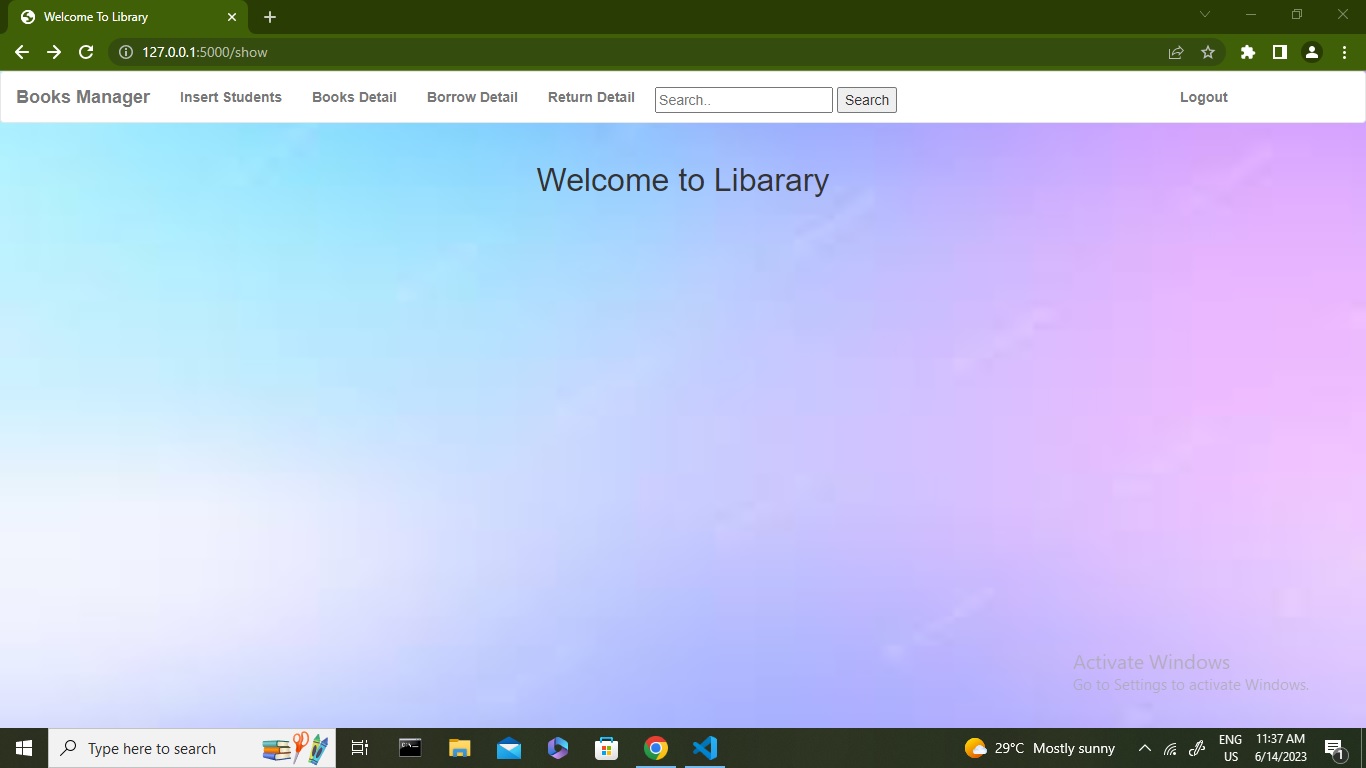 Welcome To Library
127.0.0.1:5000/show
Books Manager Insert Students Books Detail Borrow Detail Return Detail Search.. Search Logout
Welcome to Libarary
Activate Windows
Go to Settings to activate Windows.
Type here to search 29°C Mostly sunny ENG 11:37 AM
US 6/14/2023 1